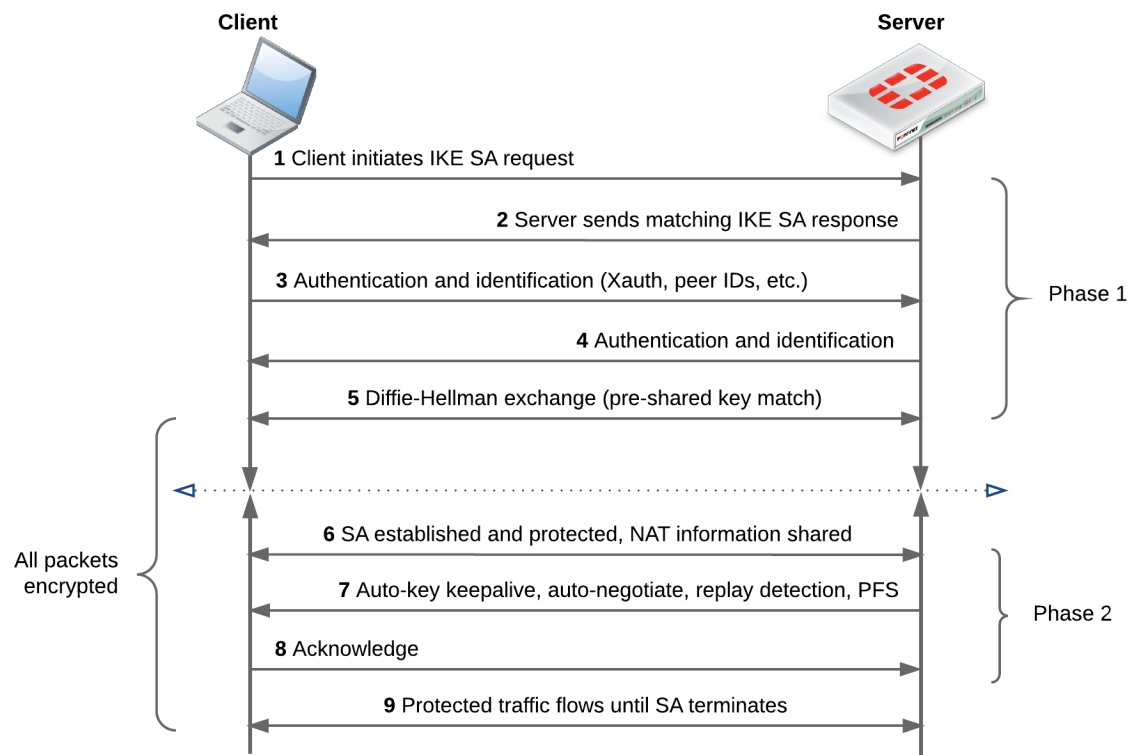 Client
Server
1 Client initiates IKE SA request
2 Server sends matching IKE SA response
3 Authentication and identification (Xauth, peer IDs, etc.)
Phase 1
4 Authentication and identification
5 Diffie-Hellman exchange (pre-shared key match)
6 SA established and protected, NAT information shared
All packets
encrypted
7 Auto-key keepalive, auto-negotiate, replay detection, PFS
Phase 2
8 Acknowledge
9 Protected traffic flows until SA terminates